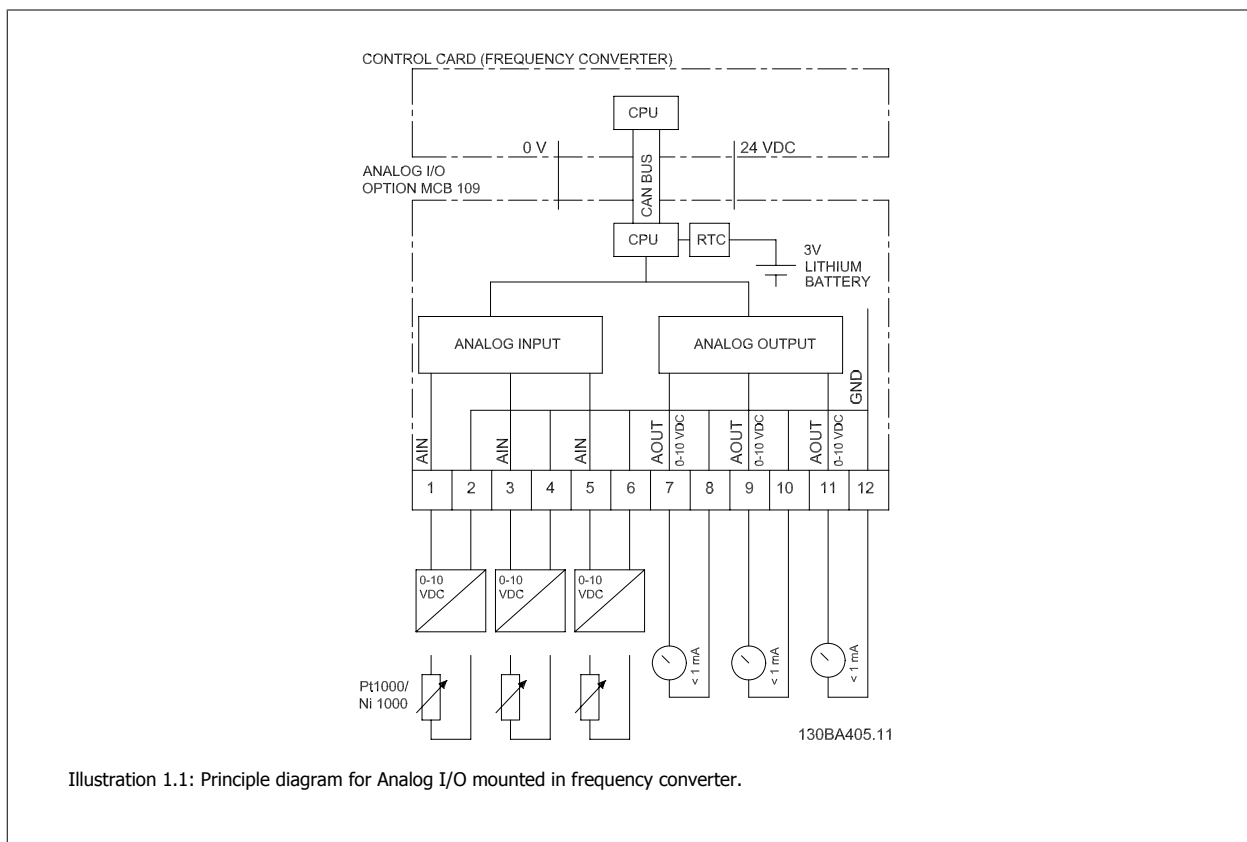 CONTROL CARD (FREQUENCY CONVERTER)
CPU
0 V
24 VDC
CAN BUS
ANALOG I/O
OPTION MCB 109
CPU
RTC
3V
LITHIUM
BATTERY
ANALOG INPUT
ANALOG OUTPUT
GND
AIN
AIN
AIN
AOUT
0-10 VDC
AOUT
0-10 VDC
AOUT
0-10 VDC
1 2 3 4 5 6 7 8 9 10 11 12
0-10
VDC
0-10
VDC
0-10
VDC
< 1 mA
< 1 mA
< 1 mA
Pt1000/
Ni 1000
130BA405.11
Illustration 1.1: Principle diagram for Analog I/O mounted in frequency converter.